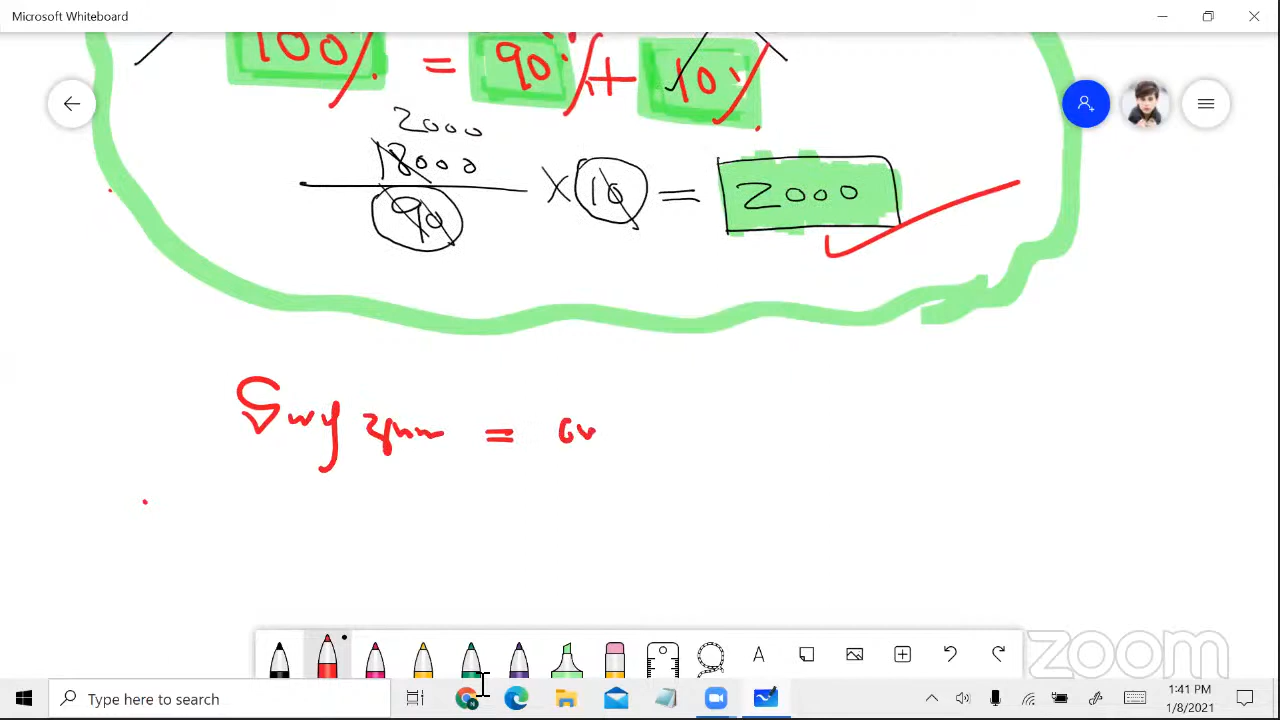 Microsoft Whiteboard
100% = 90% + 10%
2000
18000
90
× 10 = 2000
=
zoom
Type here to search
1:41 PM
1/8/2021